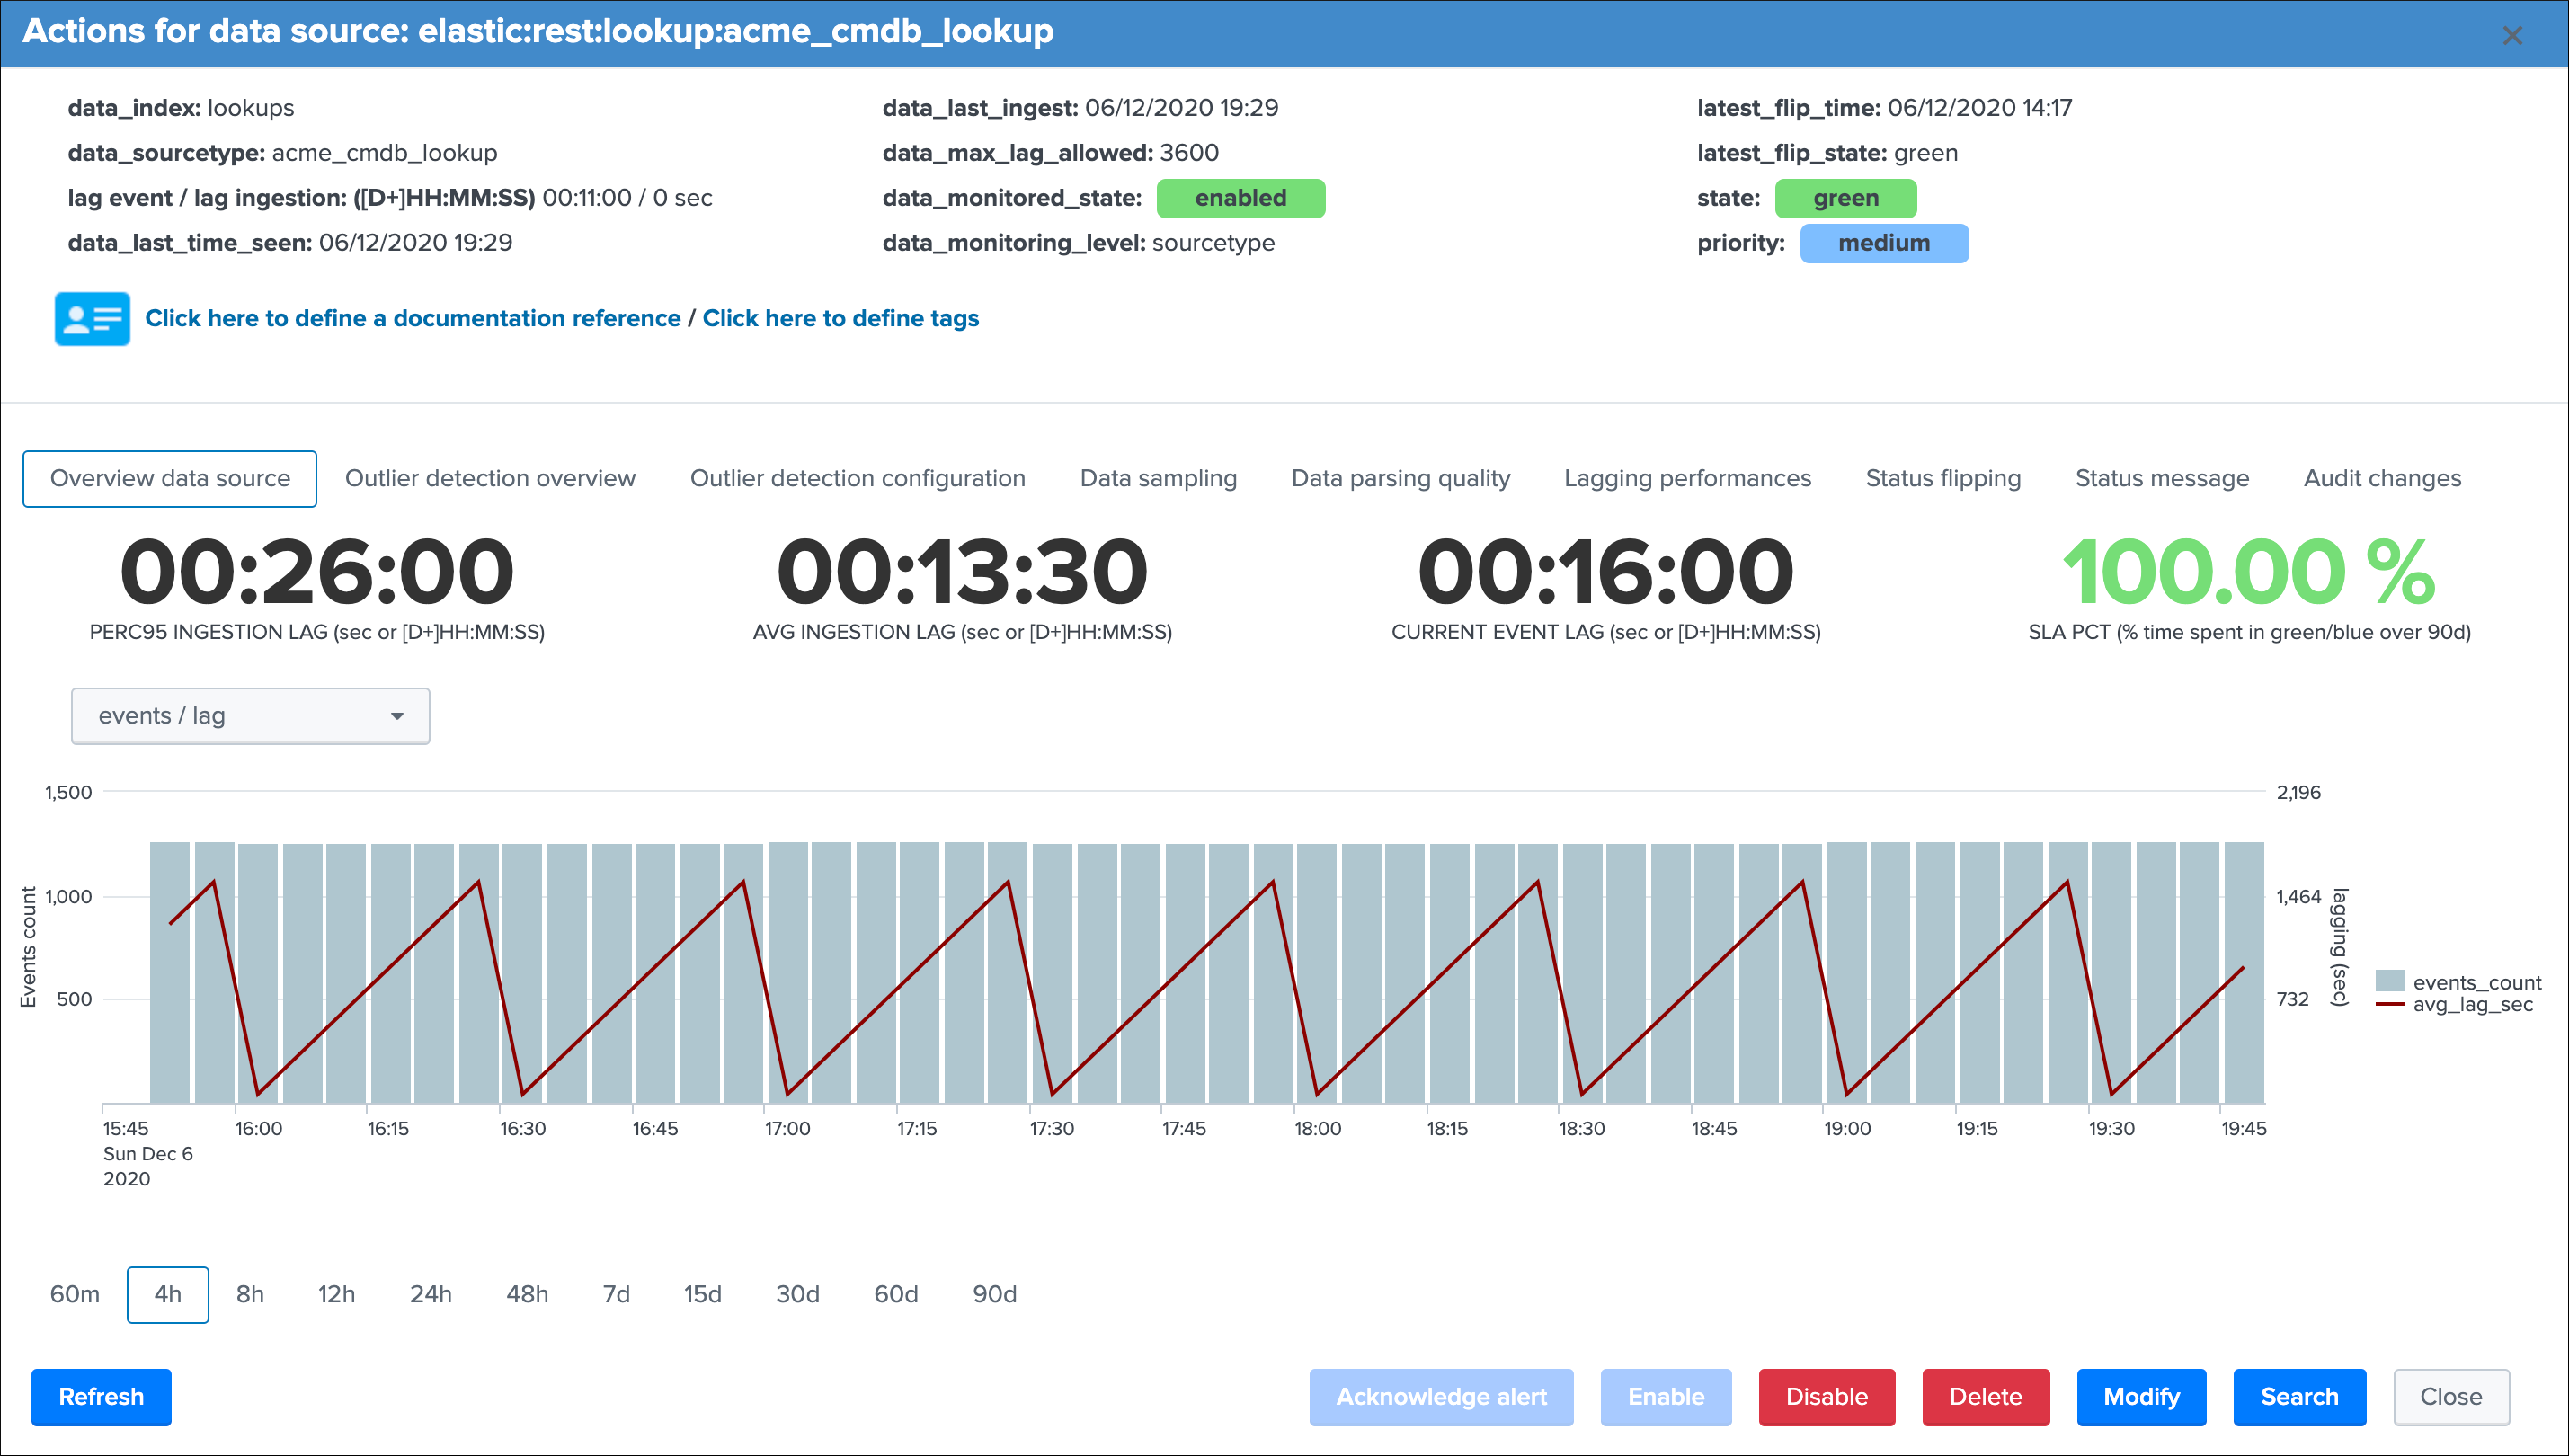 Actions for data source: elastic:rest:lookup:acme_cmdb_lookup
data_index: lookups
data_last_ingest: 06/12/2020 19:29
latest_flip_time: 06/12/2020 14:17
data_sourcetype: acme_cmdb_lookup
data_max_lag_allowed: 3600
latest_flip_state: green
lag event / lag ingestion: ([D+]HH:MM:SS) 00:11:00 / 0 sec
data_monitored_state: enabled
state: green
data_last_time_seen: 06/12/2020 19:29
data_monitoring_level: sourcetype
priority: medium
Click here to define a documentation reference / Click here to define tags
Overview data source
Outlier detection overview
Outlier detection configuration
Data sampling
Data parsing quality
Lagging performances
Status flipping
Status message
Audit changes
00:26:00
PERC95 INGESTION LAG (sec or [D+]HH:MM:SS)
00:13:30
AVG INGESTION LAG (sec or [D+]HH:MM:SS)
00:16:00
CURRENT EVENT LAG (sec or [D+]HH:MM:SS)
100.00 %
SLA PCT (% time spent in green/blue over 90d)
events / lag
Events count
1,500
1,000
500
2,196
1,464
732
lagging (sec)
events_count
avg_lag_sec
15:45
Sun Dec 6
2020
16:00
16:15
16:30
16:45
17:00
17:15
17:30
17:45
18:00
18:15
18:30
18:45
19:00
19:15
19:30
19:45
60m
4h
8h
12h
24h
48h
7d
15d
30d
60d
90d
Refresh
Acknowledge alert
Enable
Disable
Delete
Modify
Search
Close